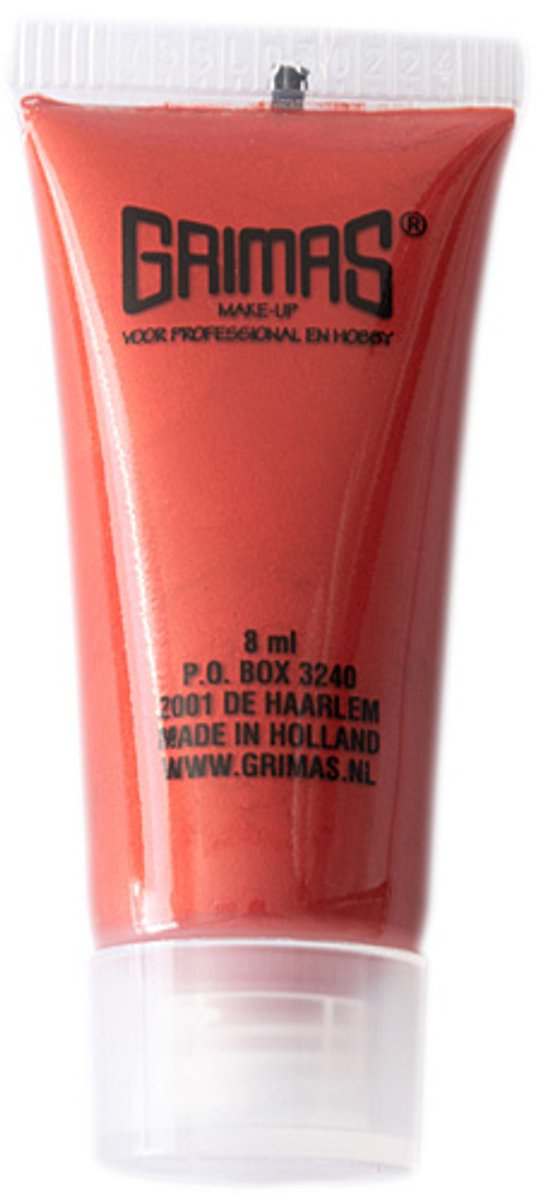 GRIMAS®
MAKE-UP
VOOR PROFESSIONAL EN HOBBY
8 ml
P.O. BOX 3240
2001 DE HAARLEM
MADE IN HOLLAND
WWW.GRIMAS.NL